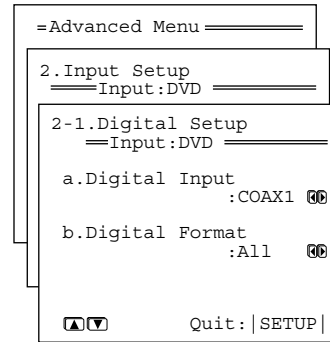 Advanced Menu
2.Input Setup
Input:DVD
2-1.Digital Setup
Input:DVD
a.Digital Input
:COAX1
b.Digital Format
:All
Quit:|SETUP|